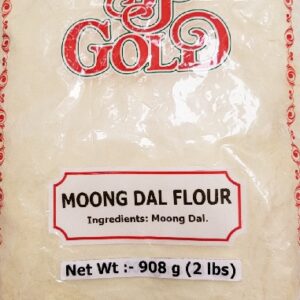 GOLD
MOONG DAL FLOUR
Ingredients: Moong Dal.
Net Wt :- 908 g (2 lbs)